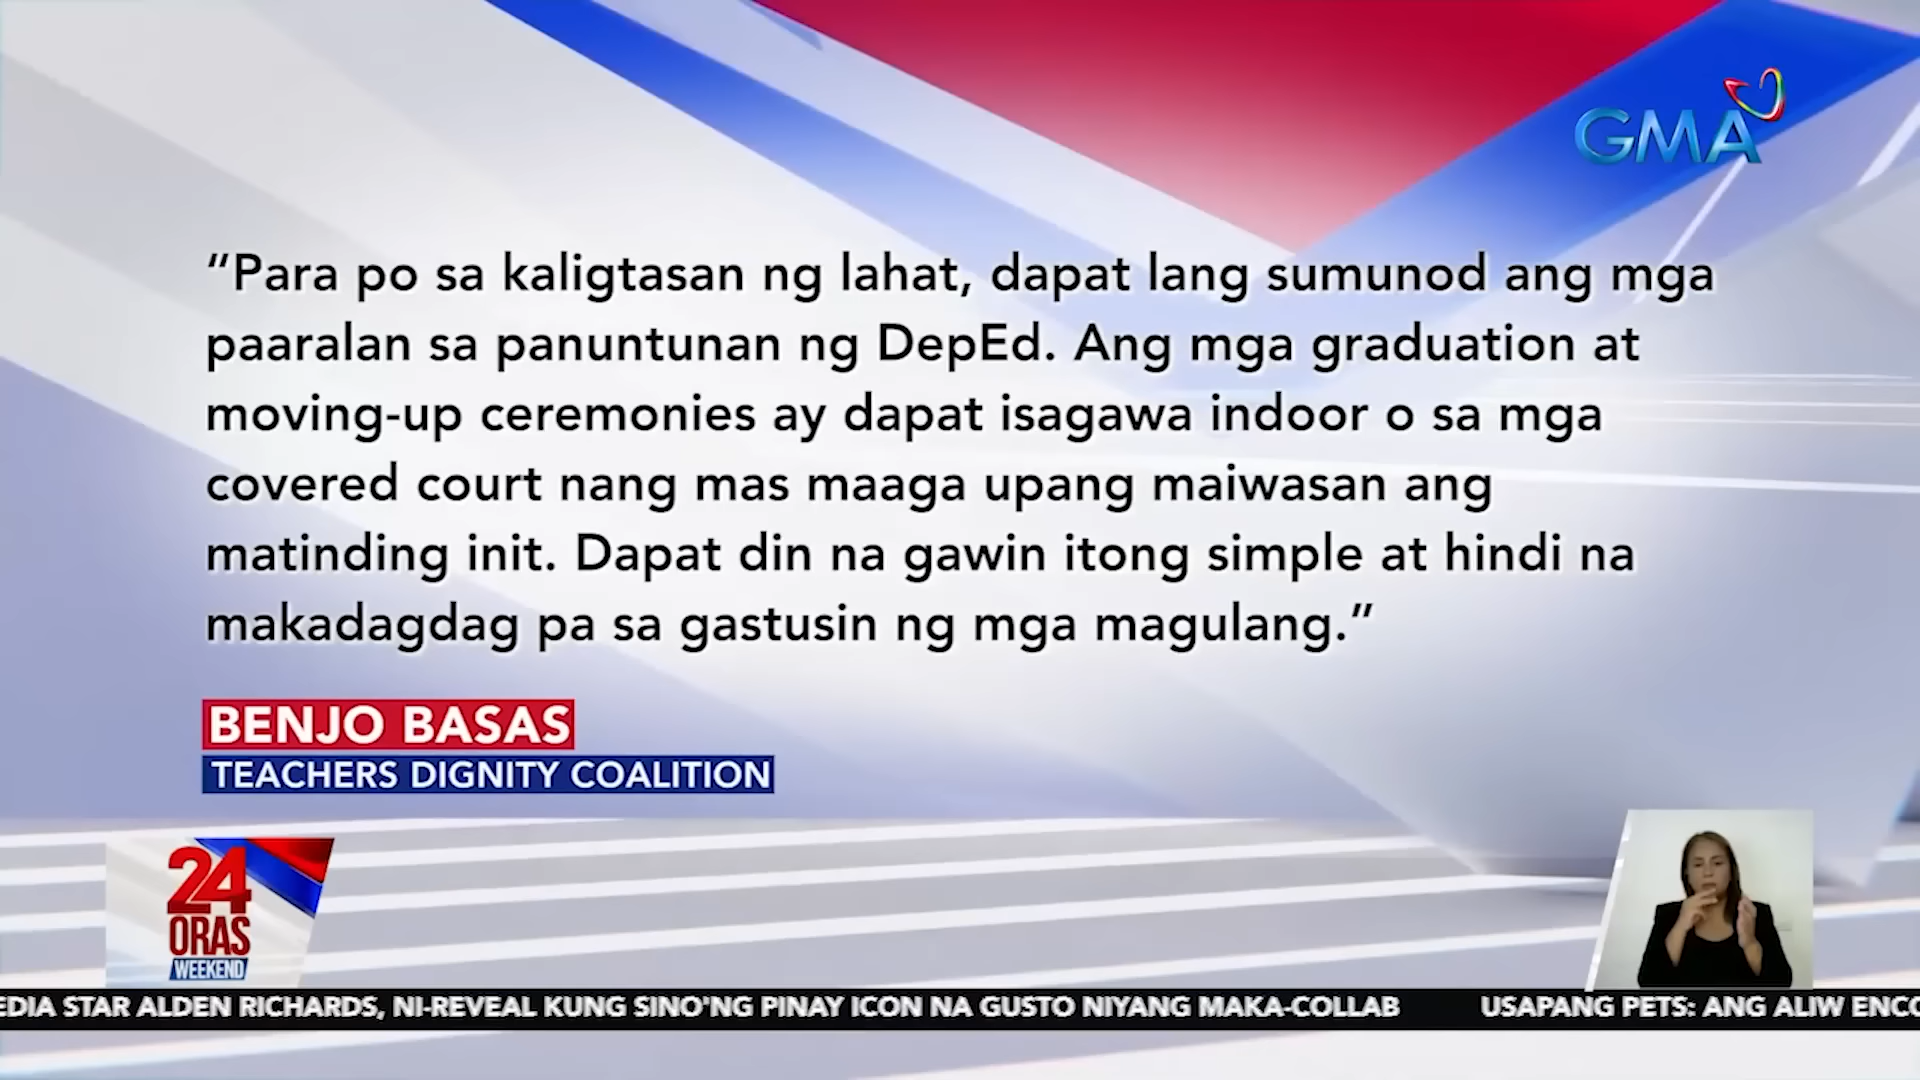 GMA
“Para po sa kaligtasan ng lahat, dapat lang sumunod ang mga
paaralan sa panuntunan ng DepEd. Ang mga graduation at
moving-up ceremonies ay dapat isagawa indoor o sa mga
covered court nang mas maaga upang maiwasan ang
matinding init. Dapat din na gawin itong simple at hindi na
makadagdag pa sa gastusin ng mga magulang.”
BENJO BASAS
TEACHERS DIGNITY COALITION
24
ORAS
WEEKEND
EDIA STAR ALDEN RICHARDS, NI-REVEAL KUNG SINO'NG PINAY ICON NA GUSTO NIYANG MAKA-COLLAB USAPANG PETS: ANG ALIW ENCO